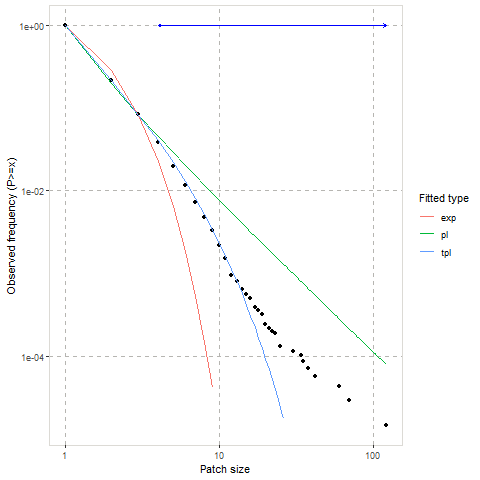 1e+00
1e-02
1e-04
Observed frequency (P>=x)
1
10
100
Patch size
Fitted type
exp
pl
tpl